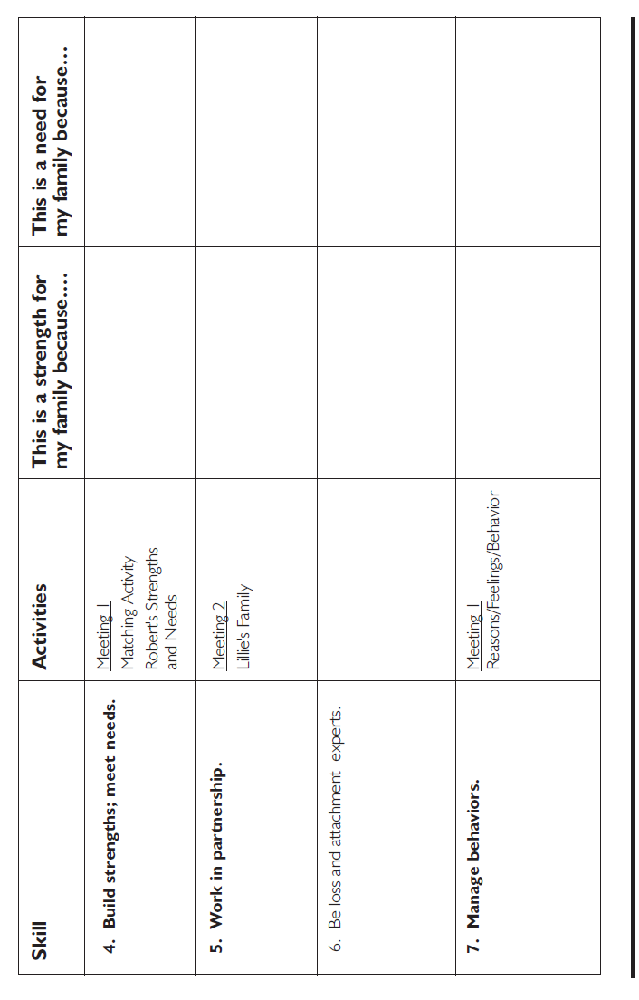 Skill
Activities
This is a strength for
my family because....
This is a need for
my family because...
4. Build strengths; meet needs.
Meeting 1
Matching Activity
Robert's Strengths
and Needs
5. Work in partnership.
Meeting 2
Lillie's Family
6. Be loss and attachment experts.
7. Manage behaviors.
Meeting 1
Reasons/Feelings/Behavior